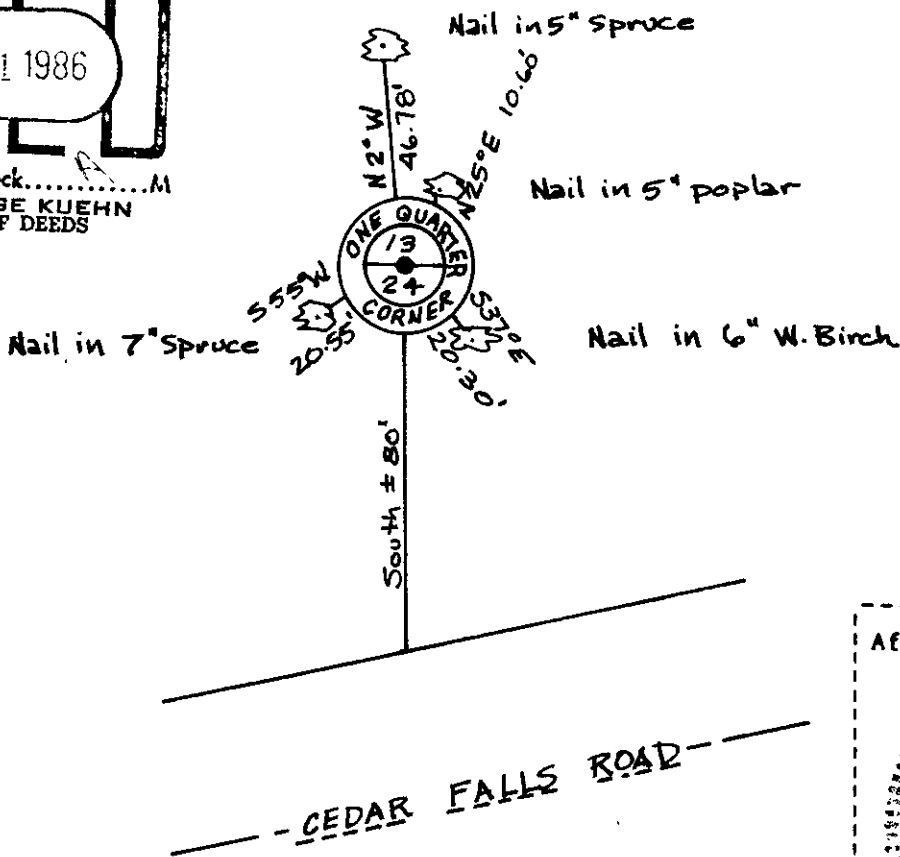 Nail in 5" Spruce
1 1986
N 2° W
46.78'
N 25° E 10.60'
M
GE KUEHN
F DEEDS
Nail in 5" poplar
ONE QUARTER
13
24
CORNER
S 55° W
20.55'
S 37° E
20.30'
Nail in 7" Spruce
Nail in 6" W. Birch
South ± 80'
CEDAR FALLS ROAD